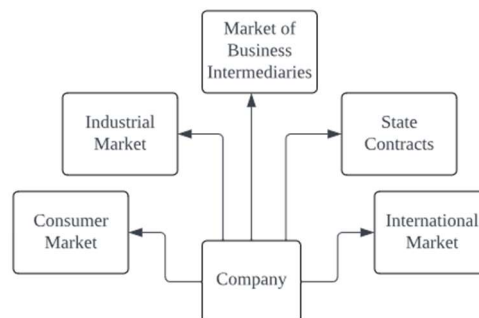 Market of
Business
Intermediaries
Industrial
Market
State
Contracts
Consumer
Market
International
Market
Company